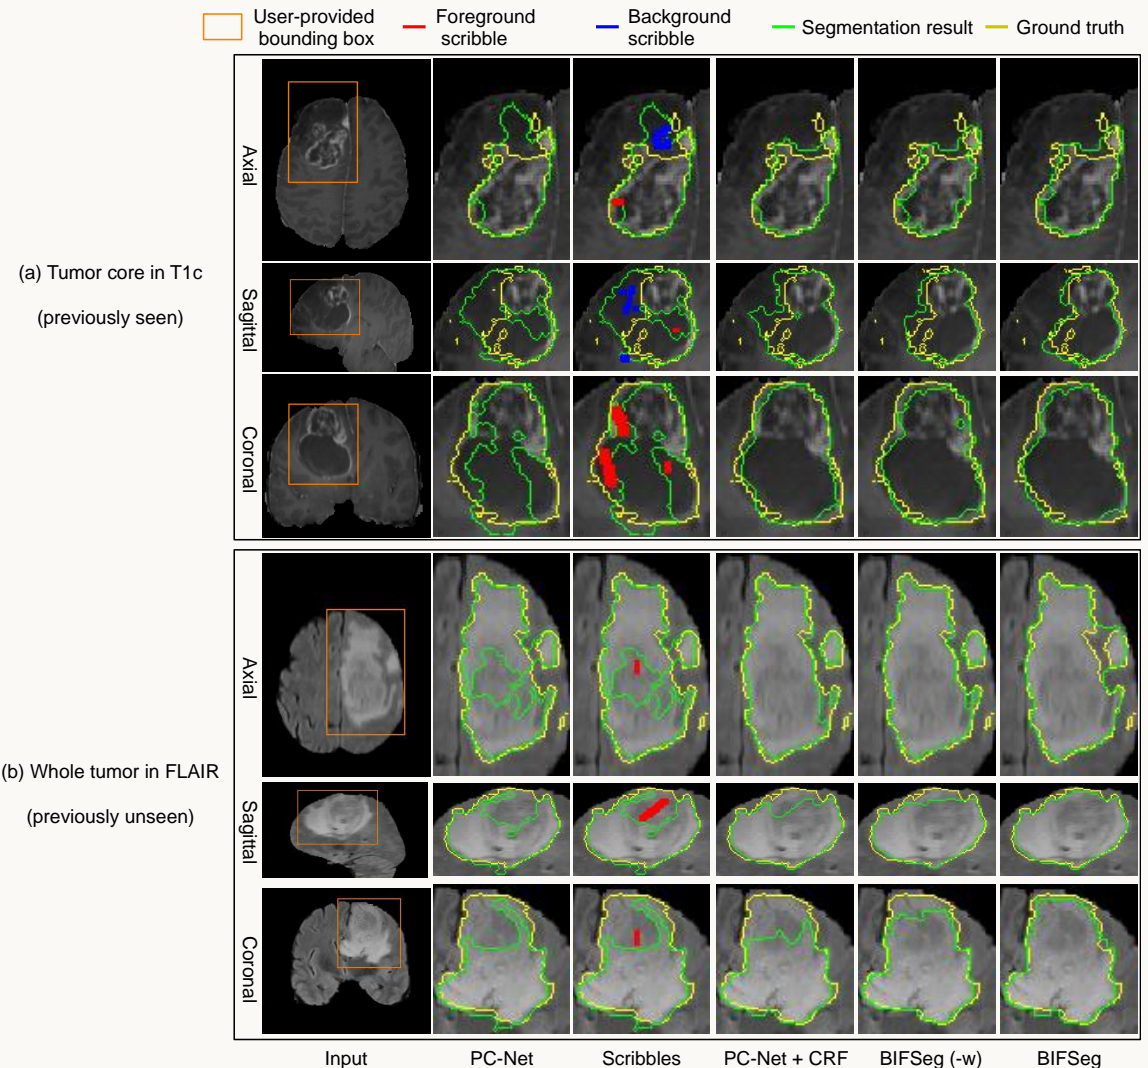 User-provided
bounding box
Foreground
scribble
Background
scribble
Segmentation result
Ground truth
(a) Tumor core in T1c
(previously seen)
Axial
Sagittal
Coronal
(b) Whole tumor in FLAIR
(previously unseen)
Axial
Sagittal
Coronal
Input
PC-Net
Scribbles
PC-Net + CRF
BIFSeg (-w)
BIFSeg